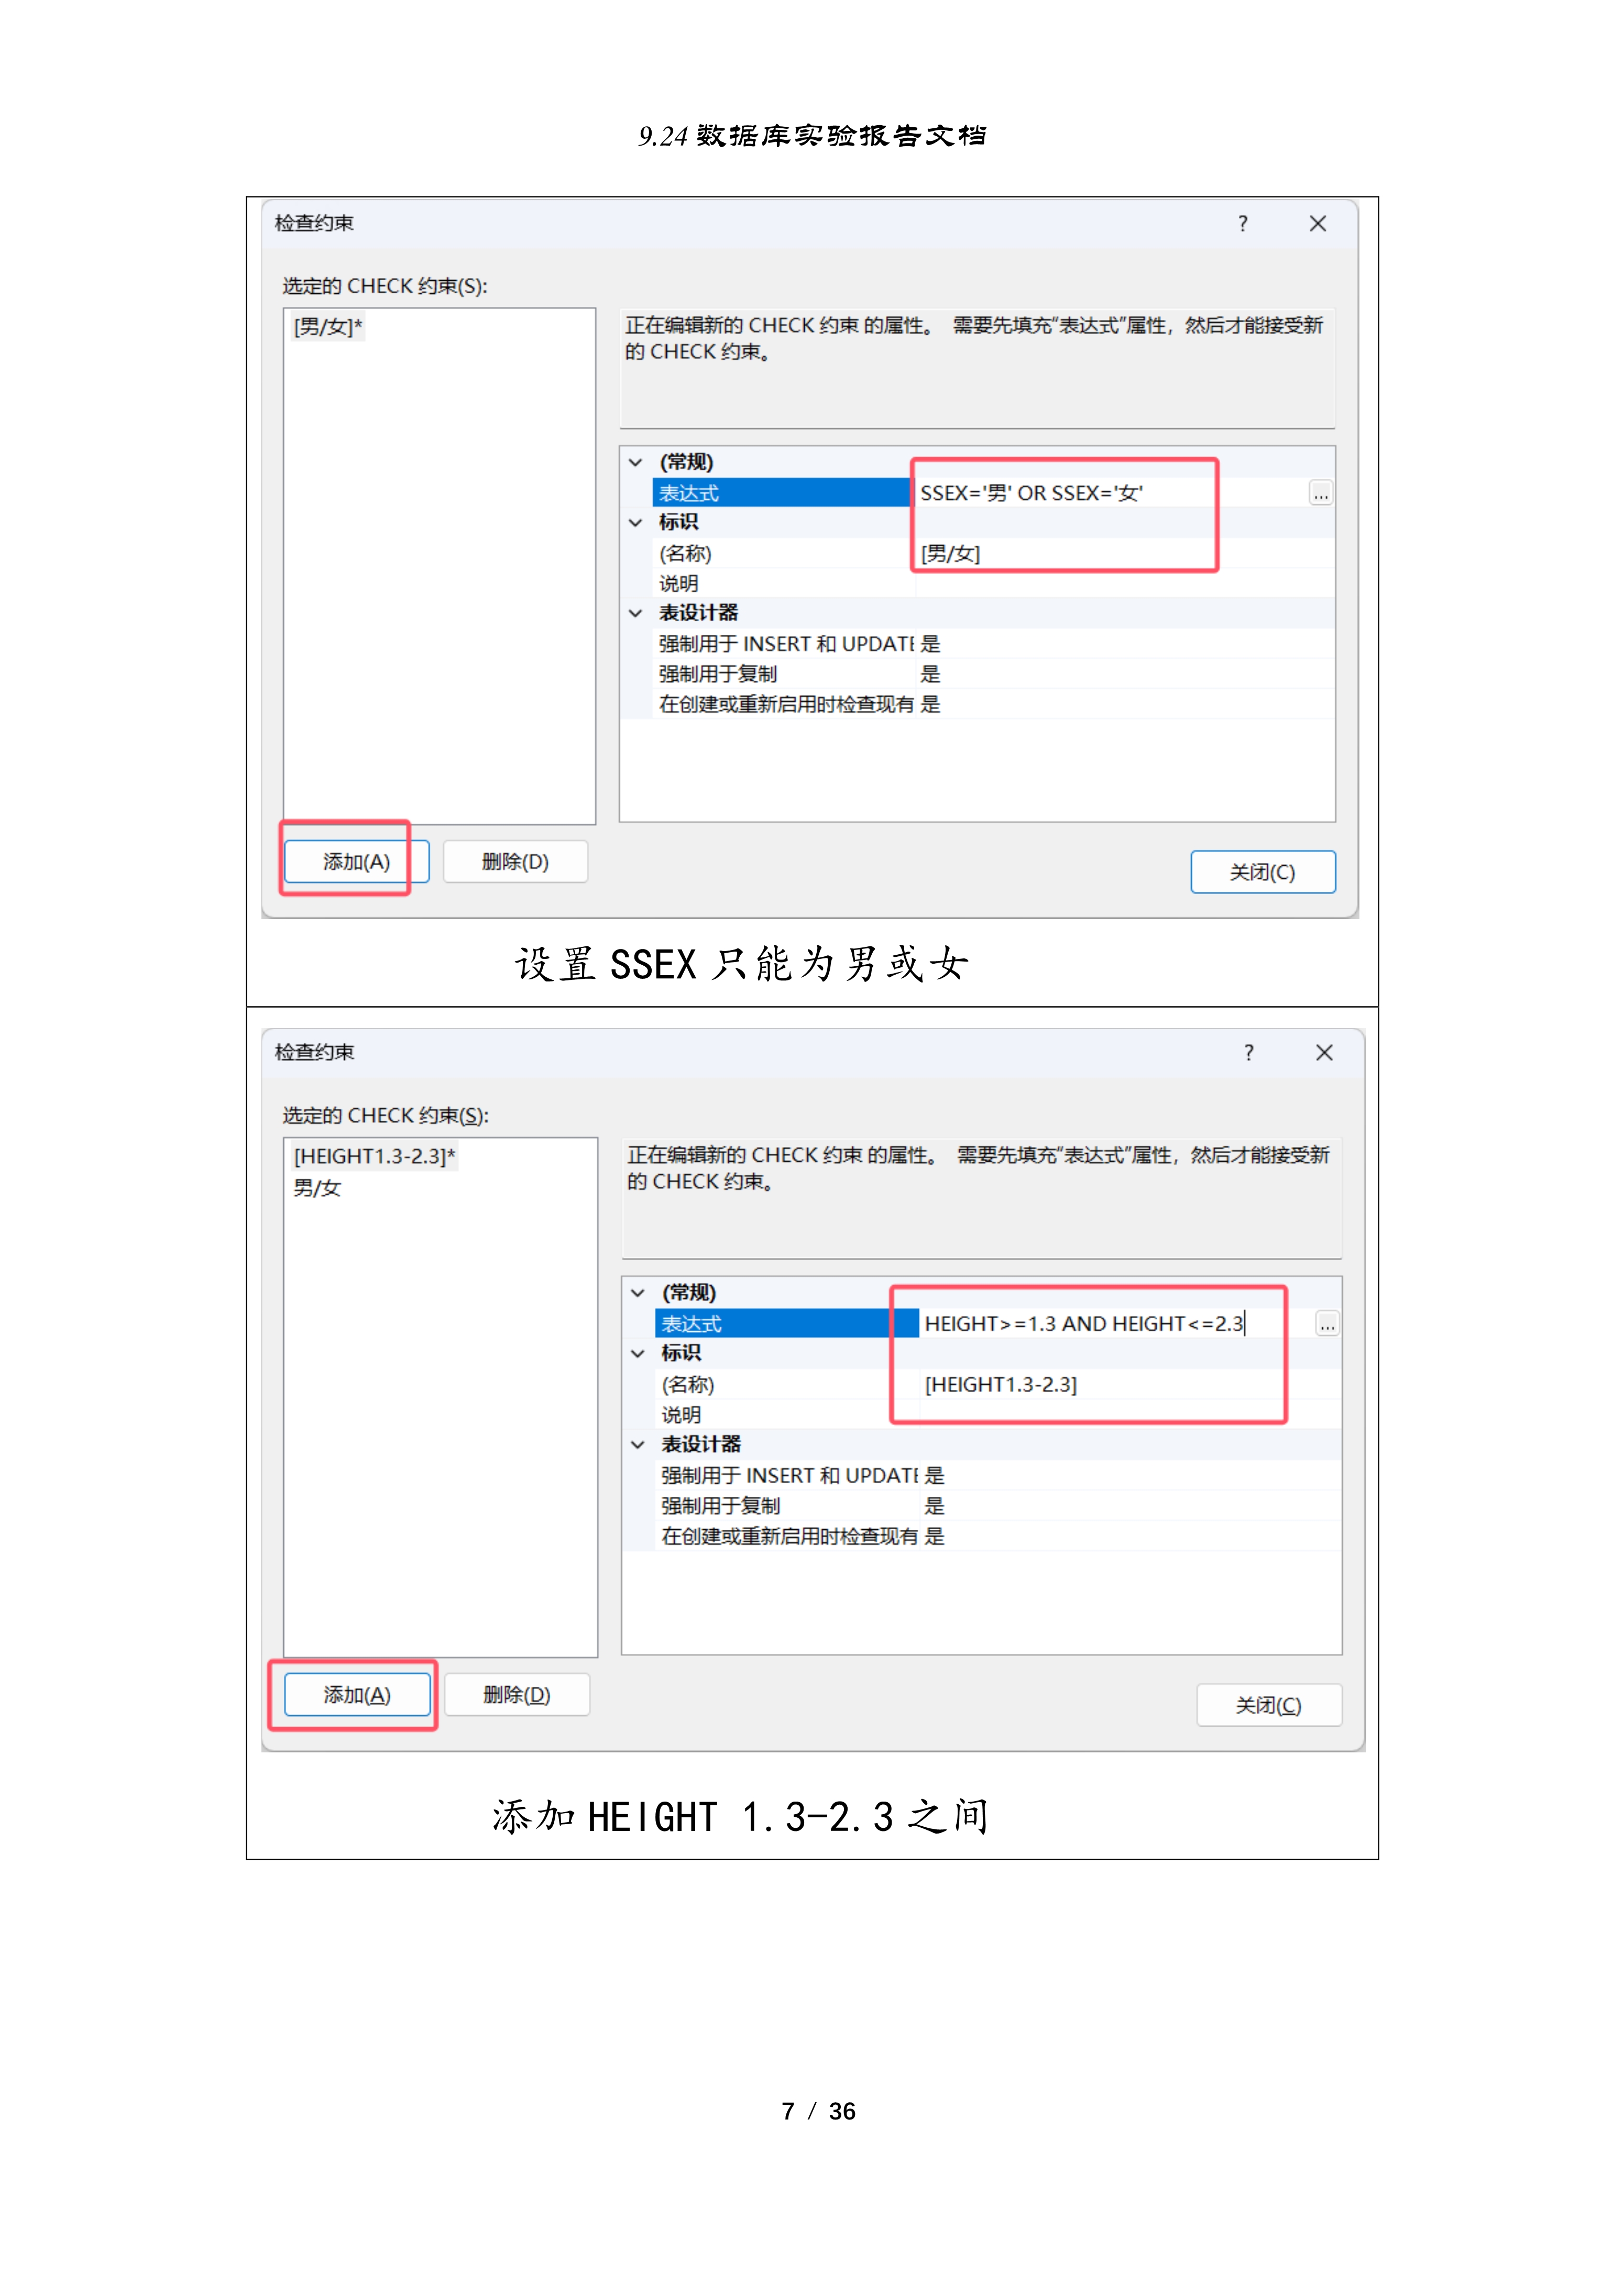 9.24 数据库实验报告文档
检查约束
?
选定的 CHECK 约束(S):
[男/女]*
正在编辑新的 CHECK 约束 的属性。 需要先填充"表达式"属性，然后才能接受新
的 CHECK 约束。
(常规)
表达式 SSEX='男' OR SSEX='女' ...
标识
(名称) [男/女]
说明
表设计器
强制用于 INSERT 和 UPDATE 是
强制用于复制 是
在创建或重新启用时检查现有 是
添加(A) 删除(D) 关闭(C)
设置 SSEX 只能为男或女
检查约束
?
选定的 CHECK 约束(S):
[HEIGHT1.3-2.3]*
男/女
正在编辑新的 CHECK 约束 的属性。 需要先填充"表达式"属性，然后才能接受新
的 CHECK 约束。
(常规)
表达式 HEIGHT>=1.3 AND HEIGHT<=2.3 ...
标识
(名称) [HEIGHT1.3-2.3]
说明
表设计器
强制用于 INSERT 和 UPDATE 是
强制用于复制 是
在创建或重新启用时检查现有 是
添加(A) 删除(D) 关闭(C)
添加 HEIGHT 1.3-2.3 之间
7 / 36